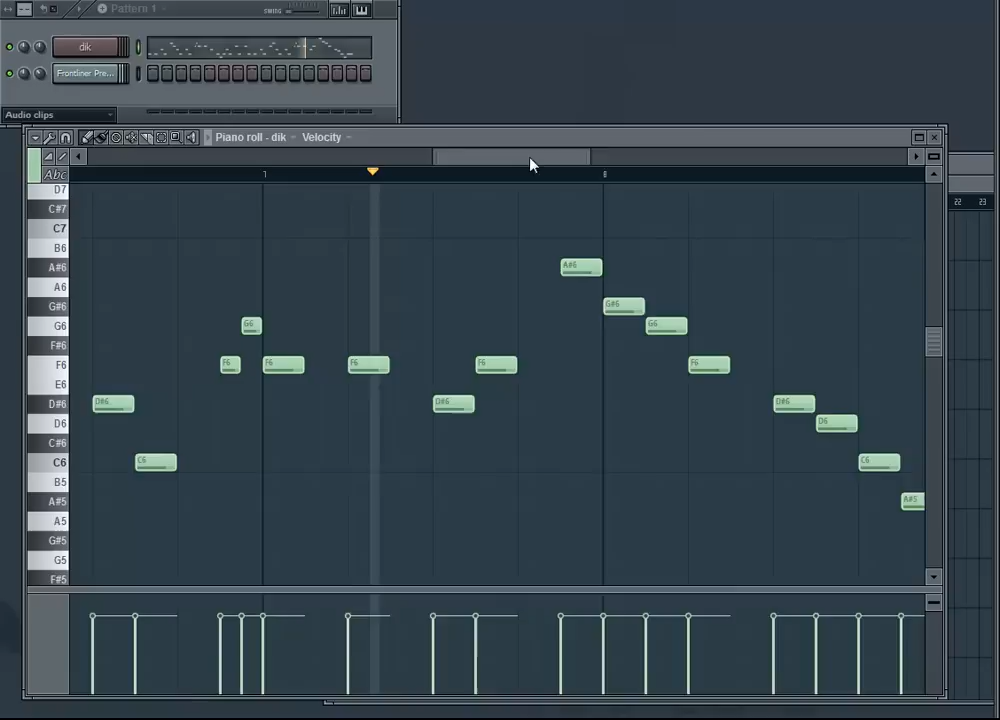 Pattern 1
SWING
dik
Frontliner Pre...
Audio clips
Piano roll - dik - Velocity
Abc
7
8
22 23
D7
C#7
C7
B6
A#6 A#6
A6
G#6 G#6
G6 G6 G6
F#6
F6 F6 F6 F6 F6 F6
E6
D#6 D#6 D#6 D#6
D6 D6
C#6
C6 C6 C6
B5
A#5 A#5
A5
G#5
G5
F#5